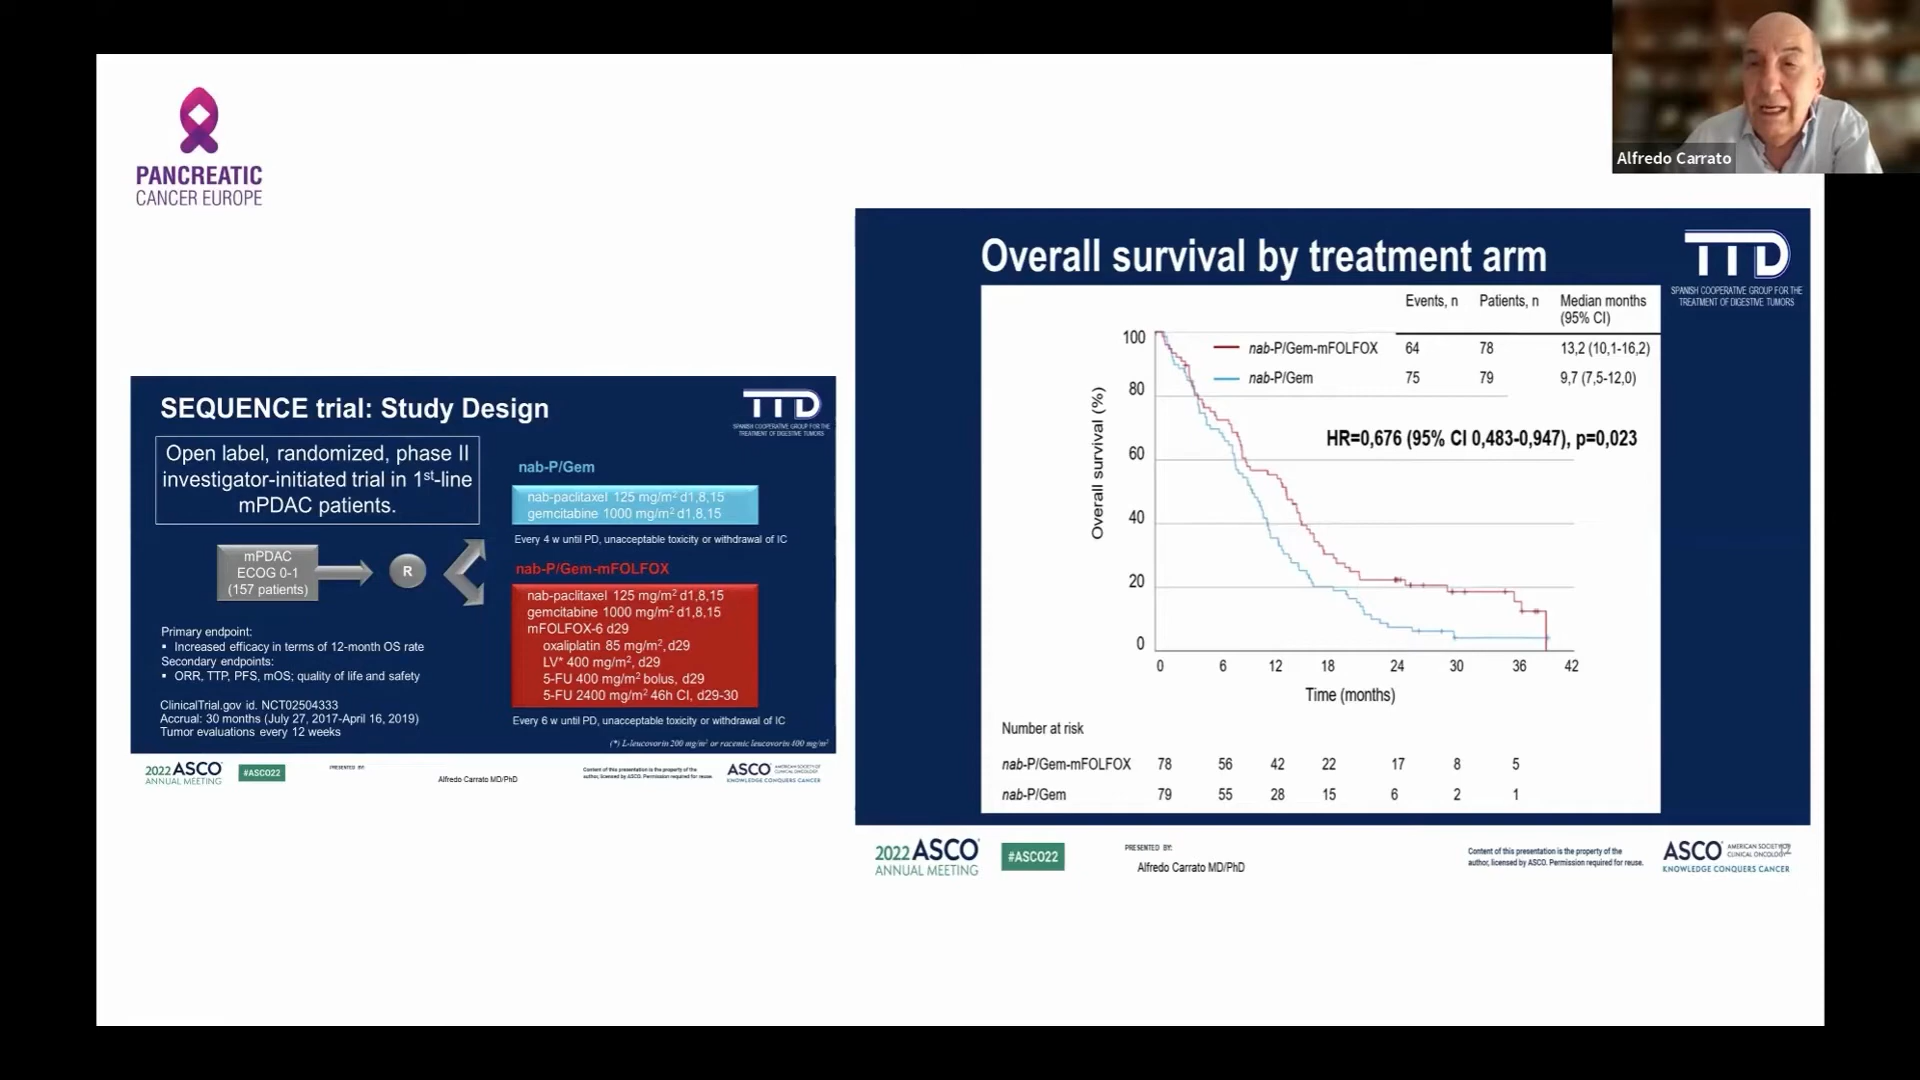 Alfredo Carrato
PANCREATIC
CANCER EUROPE
SEQUENCE trial: Study Design
TTD
SPANISH COOPERATIVE GROUP FOR THE
TREATMENT OF DIGESTIVE TUMORS
Open label, randomized, phase II
investigator-initiated trial in 1st-line
mPDAC patients.
mPDAC
ECOG 0-1
(157 patients)
R
nab-P/Gem
nab-paclitaxel 125 mg/m² d1,8,15
gemcitabine 1000 mg/m² d1,8,15
Every 4 w until PD, unacceptable toxicity or withdrawal of IC
nab-P/Gem-mFOLFOX
nab-paclitaxel 125 mg/m² d1,8,15
gemcitabine 1000 mg/m² d1,8,15
mFOLFOX-6 d29
oxaliplatin 85 mg/m², d29
LV* 400 mg/m², d29
5-FU 400 mg/m² bolus, d29
5-FU 2400 mg/m² 46h CI, d29-30
Every 6 w until PD, unacceptable toxicity or withdrawal of IC
(*) L-leucovorin 200 mg/m² or racemic leucovorin 400 mg/m²
Primary endpoint:
▪ Increased efficacy in terms of 12-month OS rate
Secondary endpoints:
▪ ORR, TTP, PFS, mOS; quality of life and safety
ClinicalTrial.gov id. NCT02504333
Accrual: 30 months (July 27, 2017-April 16, 2019)
Tumor evaluations every 12 weeks
2022 ASCO
ANNUAL MEETING
#ASCO22
PRESENTED BY:
Alfredo Carrato MD/PhD
Content of this presentation is the property of the
author, licensed by ASCO. Permission required for reuse.
ASCO AMERICAN SOCIETY OF
CLINICAL ONCOLOGY
KNOWLEDGE CONQUERS CANCER
Overall survival by treatment arm
TTD
SPANISH COOPERATIVE GROUP FOR THE
TREATMENT OF DIGESTIVE TUMORS
Events, n Patients, n Median months
(95% CI)
nab-P/Gem-mFOLFOX 64 78 13,2 (10,1-16,2)
nab-P/Gem 75 79 9,7 (7,5-12,0)
HR=0,676 (95% CI 0,483-0,947), p=0,023
Overall survival (%)
100
80
60
40
20
0
0 6 12 18 24 30 36 42
Time (months)
Number at risk
nab-P/Gem-mFOLFOX 78 56 42 22 17 8 5
nab-P/Gem 79 55 28 15 6 2 1
2022 ASCO
ANNUAL MEETING
#ASCO22
PRESENTED BY:
Alfredo Carrato MD/PhD
Content of this presentation is the property of the
author, licensed by ASCO. Permission required for reuse.
ASCO AMERICAN SOCIETY OF
CLINICAL ONCOLOGY
KNOWLEDGE CONQUERS CANCER